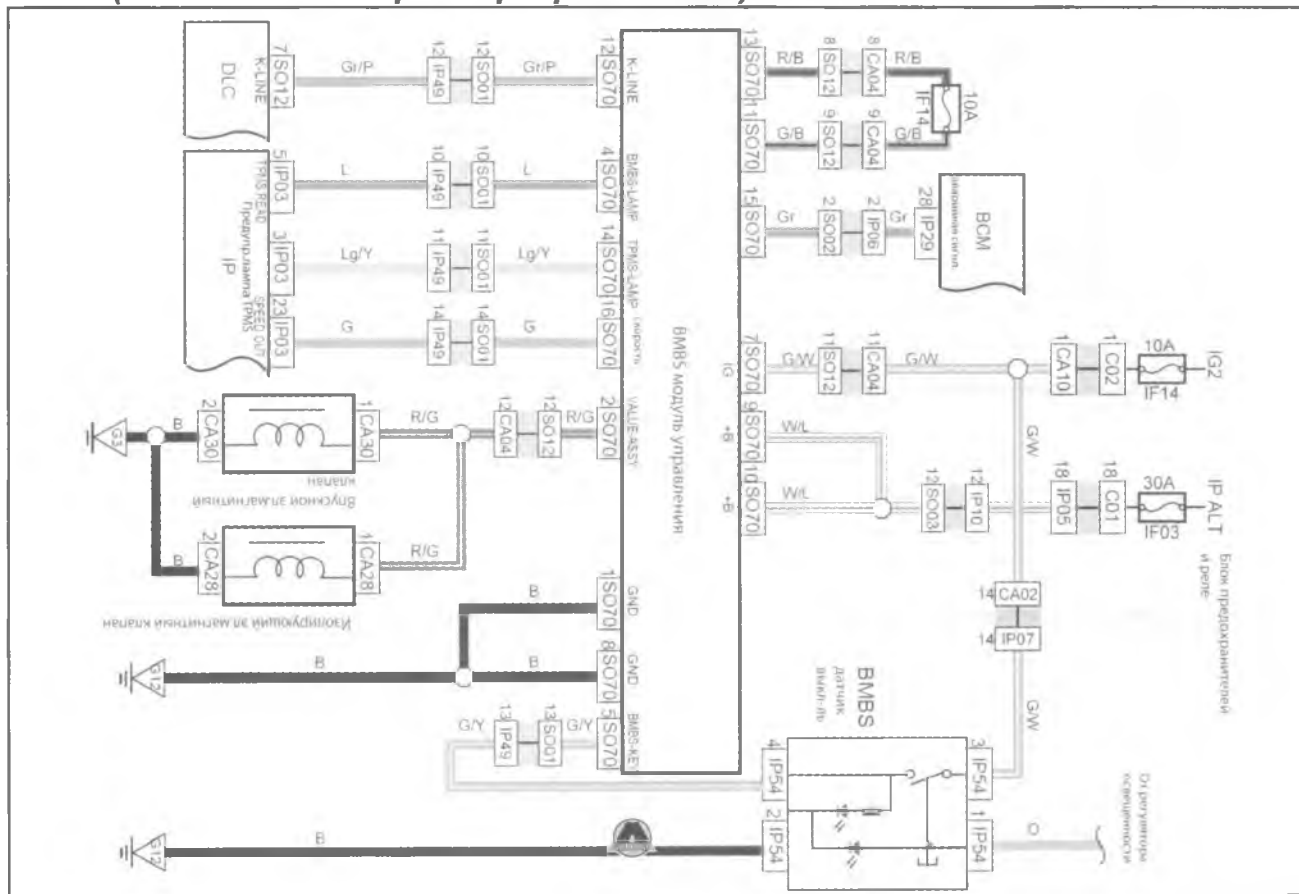 DLC
K-LINE
7 SO12
Gr/P
12 IP49
12 SO01
Gr/P
12 SO70
K-LINE
IP
TPMS READ
5 IP03
L
10 IP49
10 SO01
L
4 SO70
BMBS-LAMP
Предупр.лампа TPMS
3 IP03
Lg/Y
11 IP49
11 SO01
Lg/Y
14 SO70
TPMS-LAMP
SPEED OUT
23 IP03
G
14 IP49
14 SO01
G
16 SO70
скорость
G3
B
2 CA30
1 CA30
R/G
12 CA04
12 SO12
R/G
2 SO70
VALUE-ASSY
Впускной эл.магнитный
клапан
B
2 CA28
1 CA28
R/G
Изолирующий эл магнитный клапан
B
1 SO70
GND
G12
B
B
8 SO70
GND
G/Y
13 IP49
13 SO01
G/Y
5 SO70
BMBS-KEY
G12
B
BMBS модуль управления
13 SO70
R/B
8 SO12
8 CA04
R/B
10A
IF14
11 SO70
G/B
9 SO12
9 CA04
G/B
15 SO70
Gr
2 SO02
2 IP06
Gr
28 IP29
BCM
IG
7 SO70
G/W
11 SO12
11 CA04
G/W
1 CA10
1 C02
10A
IF14
IG2
+B
9 SO70
W/L
G/W
+B
10 SO70
W/L
12 SO03
12 IP10
18 IP05
18 C01
30A
IF03
IP ALT
Блок предохранителей
и реле
14 CA02
14 IP07
G/W
BMBS
датчик
выкл-ль
4 IP54
3 IP54
2 IP54
1 IP54
O
От регулятора
освещенности